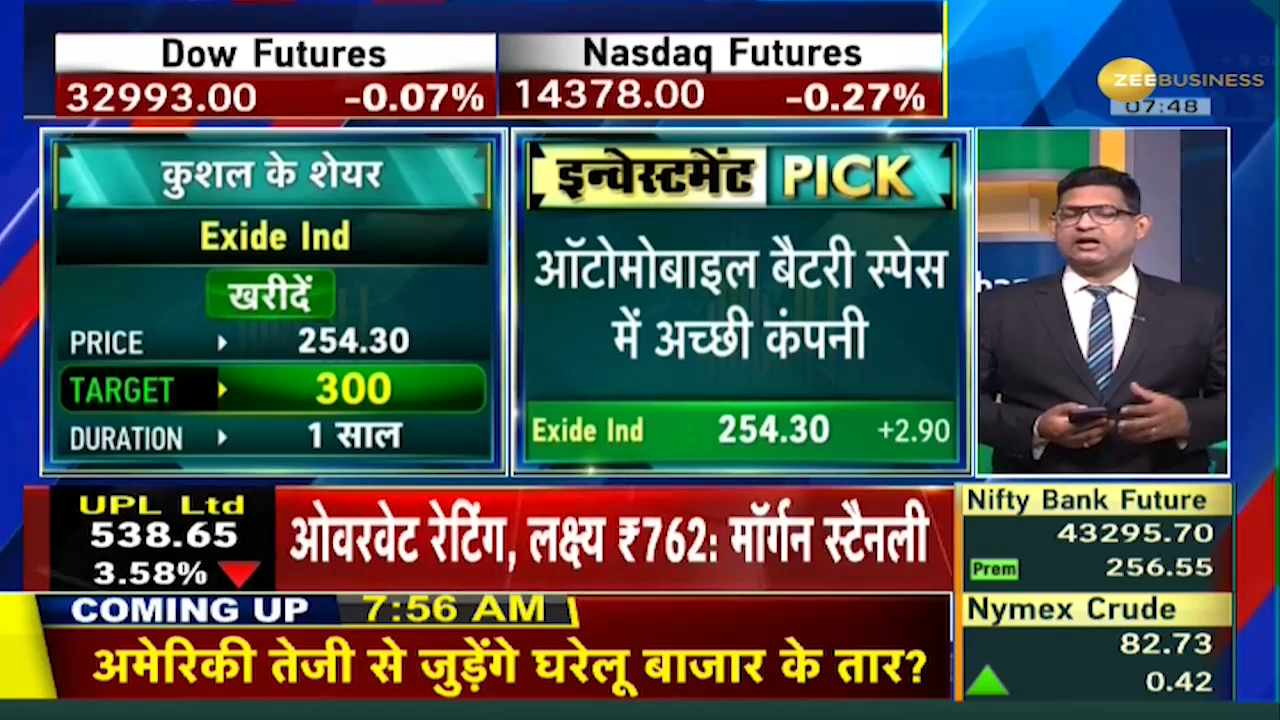 Dow Futures
32993.00 -0.07%
Nasdaq Futures
14378.00 -0.27%
ZEEBUSINESS
07:48
कुशल के शेयर
Exide Ind
खरीदें
PRICE 254.30
TARGET 300
DURATION 1 साल
इन्वेस्टमेंट PICK
ऑटोमोबाइल बैटरी स्पेस
में अच्छी कंपनी
Exide Ind 254.30 +2.90
UPL Ltd
538.65
3.58%
ओवरवेट रेटिंग, लक्ष्य ₹762: मॉर्गन स्टैनली
Nifty Bank Future
43295.70
Prem 256.55
COMING UP 7:56 AM
अमेरिकी तेजी से जुड़ेंगे घरेलू बाजार के तार?
Nymex Crude
82.73
0.42